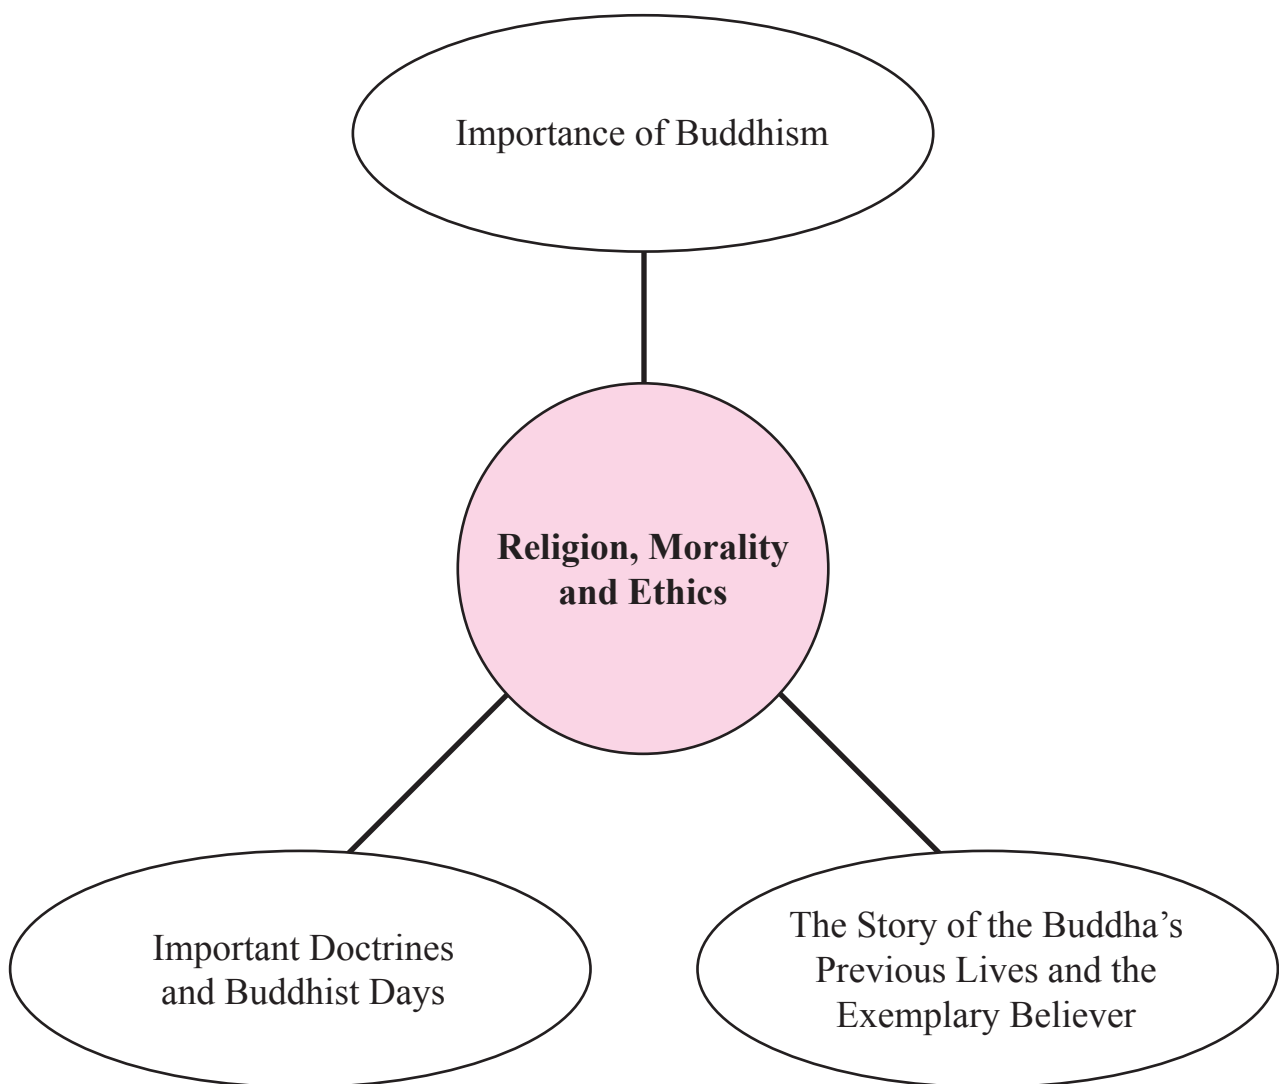 Importance of Buddhism
Religion, Morality
and Ethics
Important Doctrines
and Buddhist Days
The Story of the Buddha’s
Previous Lives and the
Exemplary Believer